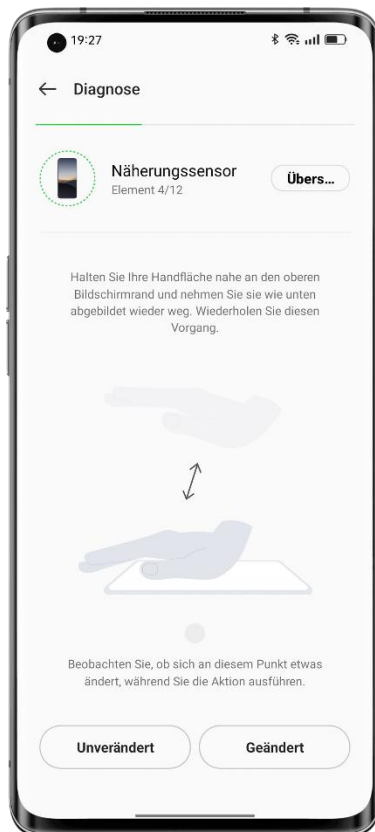 19:27
Diagnose
Näherungssensor
Element 4/12
Übers...
Halten Sie Ihre Handfläche nahe an den oberen
Bildschirmrand und nehmen Sie sie wie unten
abgebildet wieder weg. Wiederholen Sie diesen
Vorgang.
Beobachten Sie, ob sich an diesem Punkt etwas
ändert, während Sie die Aktion ausführen.
Unverändert
Geändert